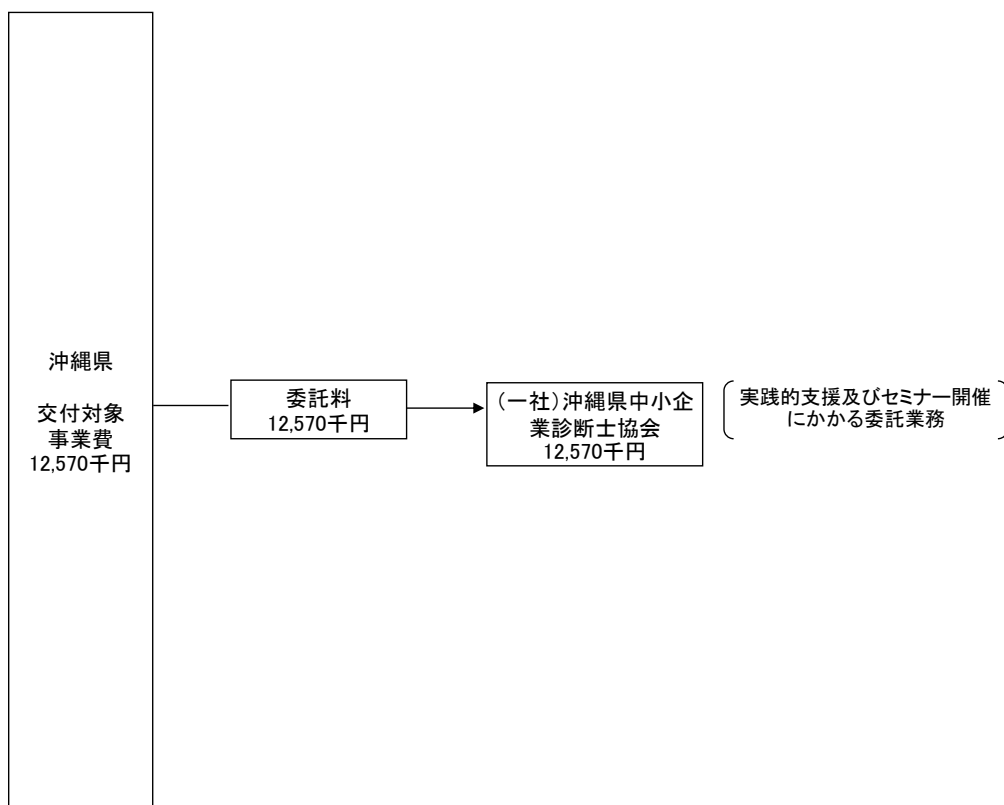 沖縄県
交付対象
事業費
12,570千円
委託料
12,570千円
(一社)沖縄県中小企
業診断士協会
12,570千円
実践的支援及びセミナー開催
にかかる委託業務